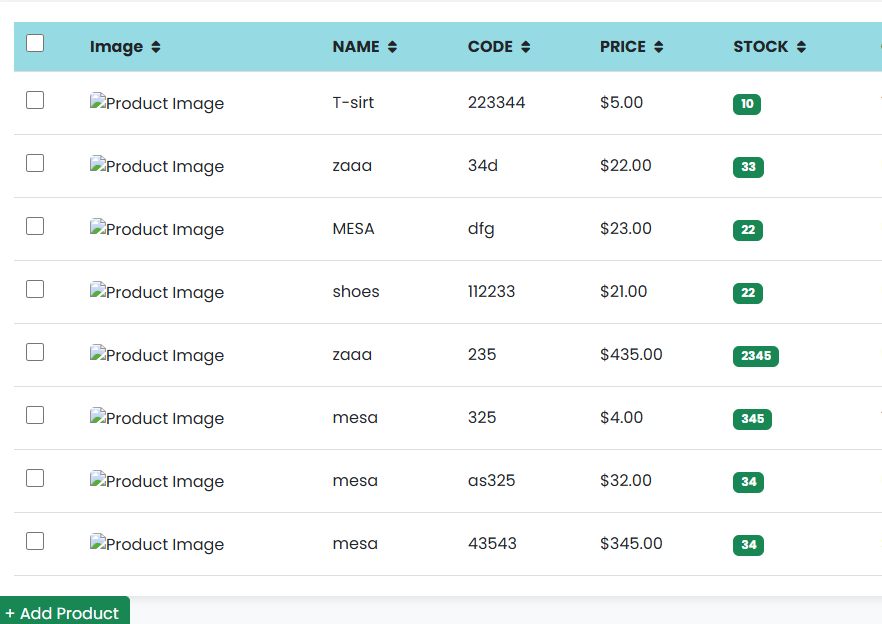 Image NAME CODE PRICE STOCK
Product Image T-sirt 223344 $5.00 10
Product Image zaaa 34d $22.00 33
Product Image MESA dfg $23.00 22
Product Image shoes 112233 $21.00 22
Product Image zaaa 235 $435.00 2345
Product Image mesa 325 $4.00 345
Product Image mesa as325 $32.00 34
Product Image mesa 43543 $345.00 34
+ Add Product